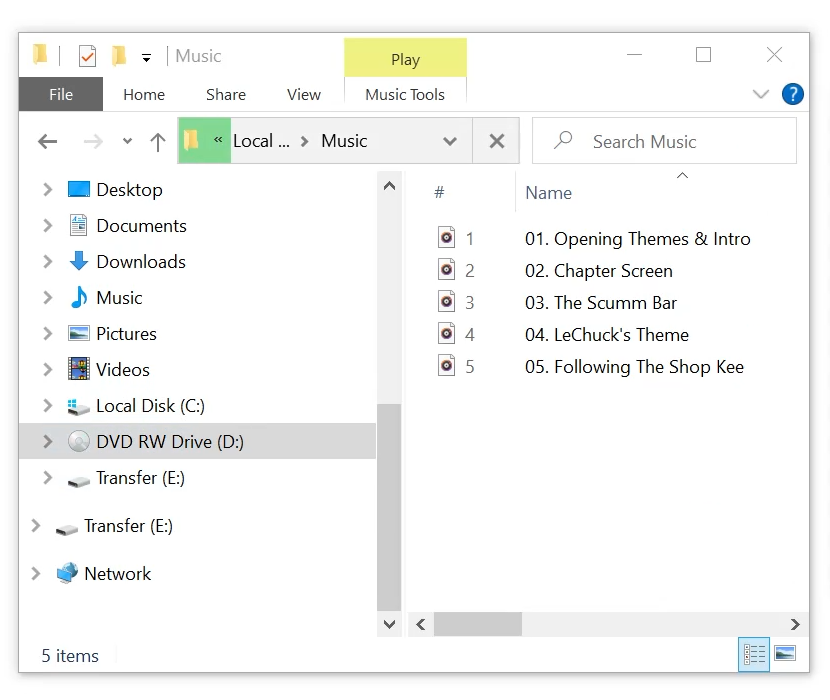 Music
Play
File Home Share View Music Tools
?
« Local ... > Music
Search Music
Desktop
Documents
Downloads
Music
Pictures
Videos
Local Disk (C:)
DVD RW Drive (D:)
Transfer (E:)
Transfer (E:)
Network
# Name
1 01. Opening Themes & Intro
2 02. Chapter Screen
3 03. The Scumm Bar
4 04. LeChuck's Theme
5 05. Following The Shop Kee
5 items